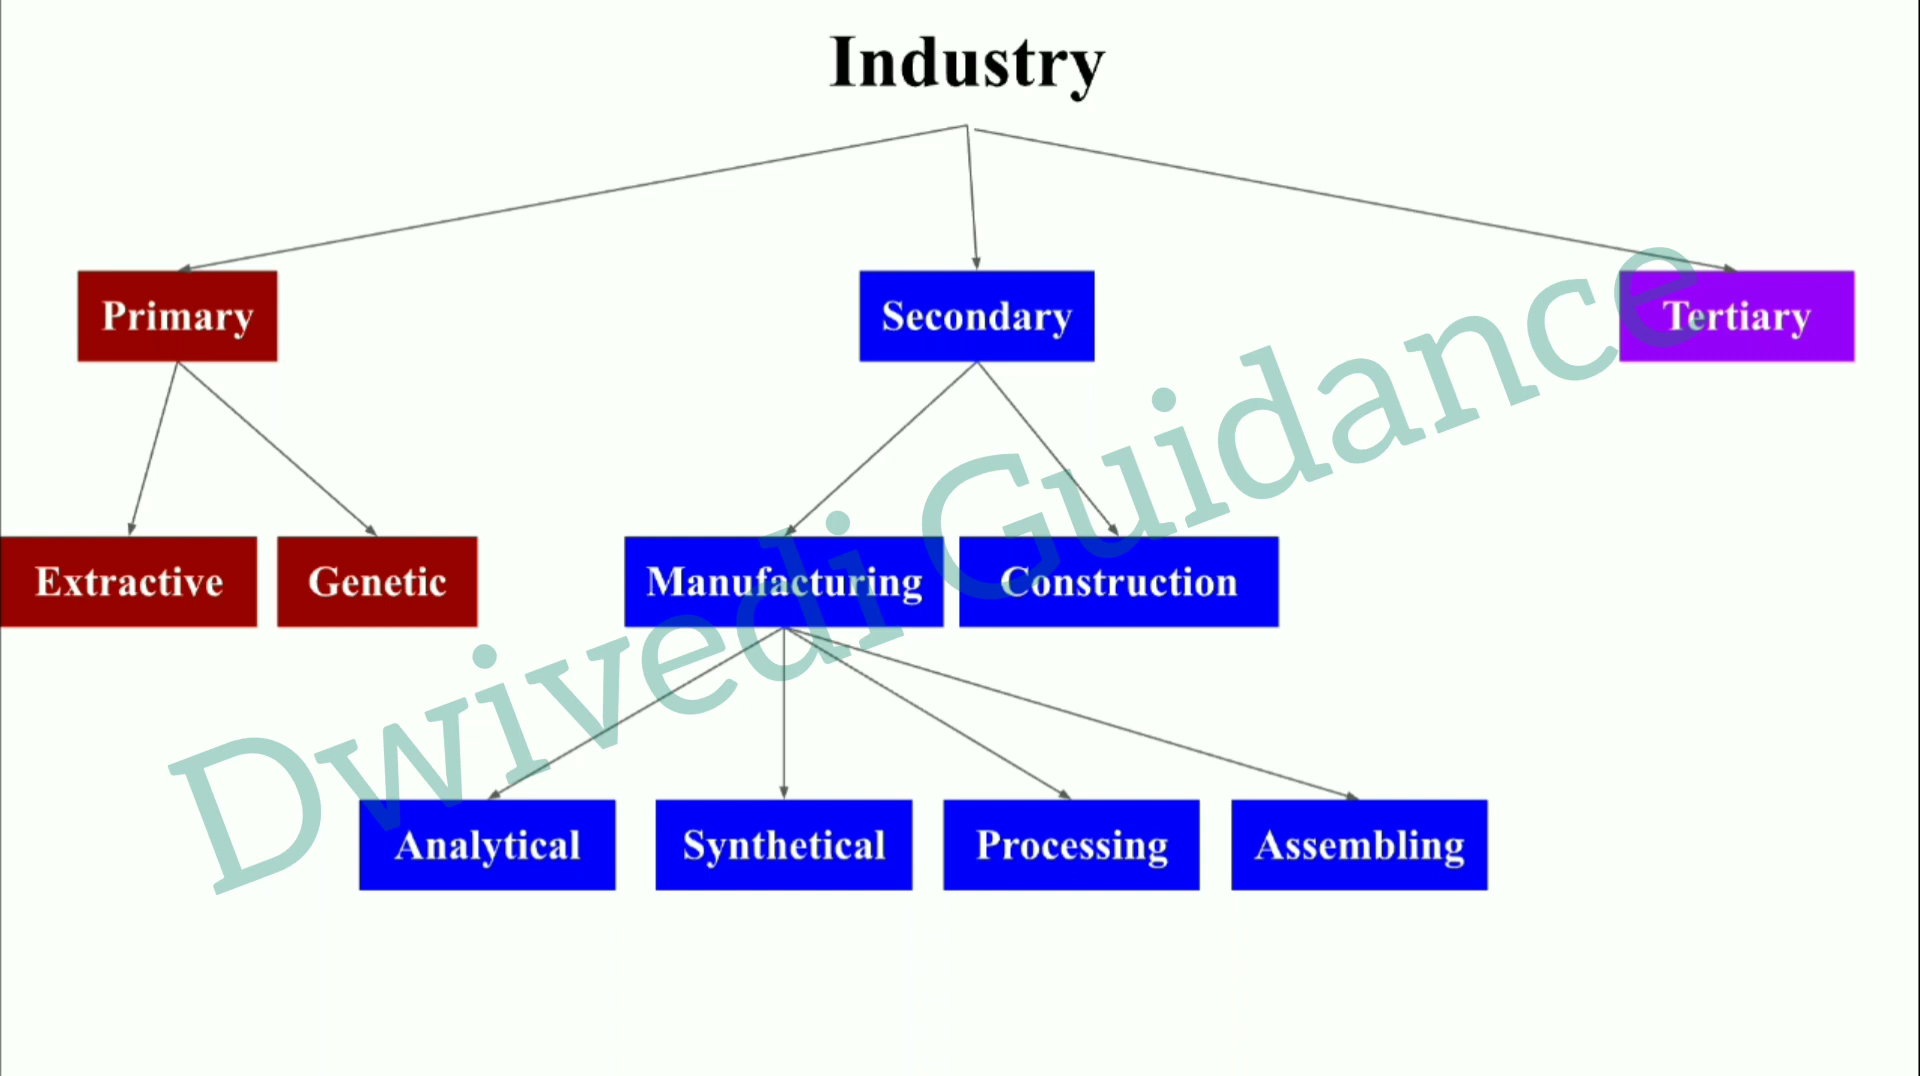 Industry
Primary
Secondary
Tertiary
Extractive
Genetic
Manufacturing
Construction
Analytical
Synthetical
Processing
Assembling
Dwivedi Guidance